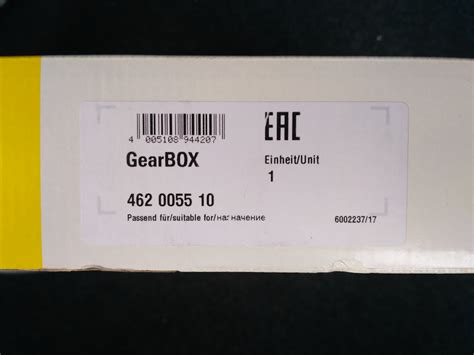 EAC
4 005108 944207
GearBOX
Einheit/Unit
1
462 0055 10
Passend für/suitable for/назначение
6002237/17